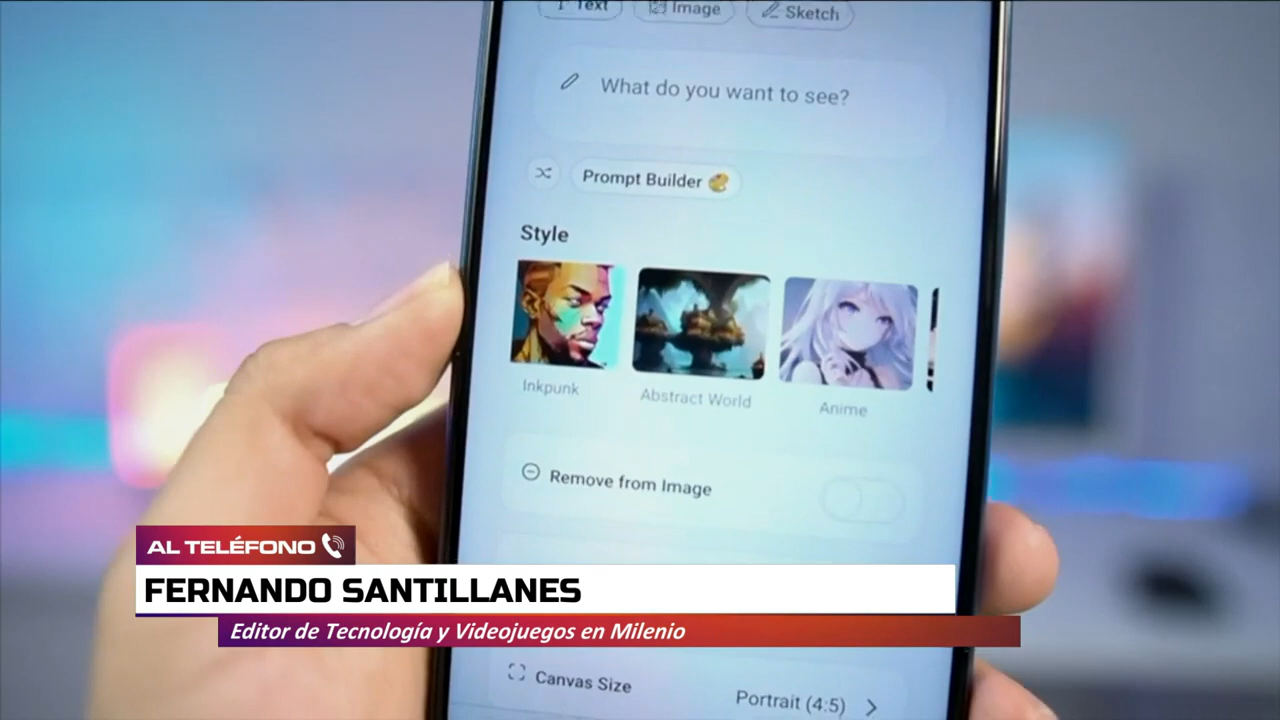 Text
Image
Sketch
What do you want to see?
Prompt Builder
Style
Inkpunk
Abstract World
Anime
Remove from Image
AL TELÉFONO
FERNANDO SANTILLANES
Editor de Tecnología y Videojuegos en Milenio
Canvas Size
Portrait (4:5)